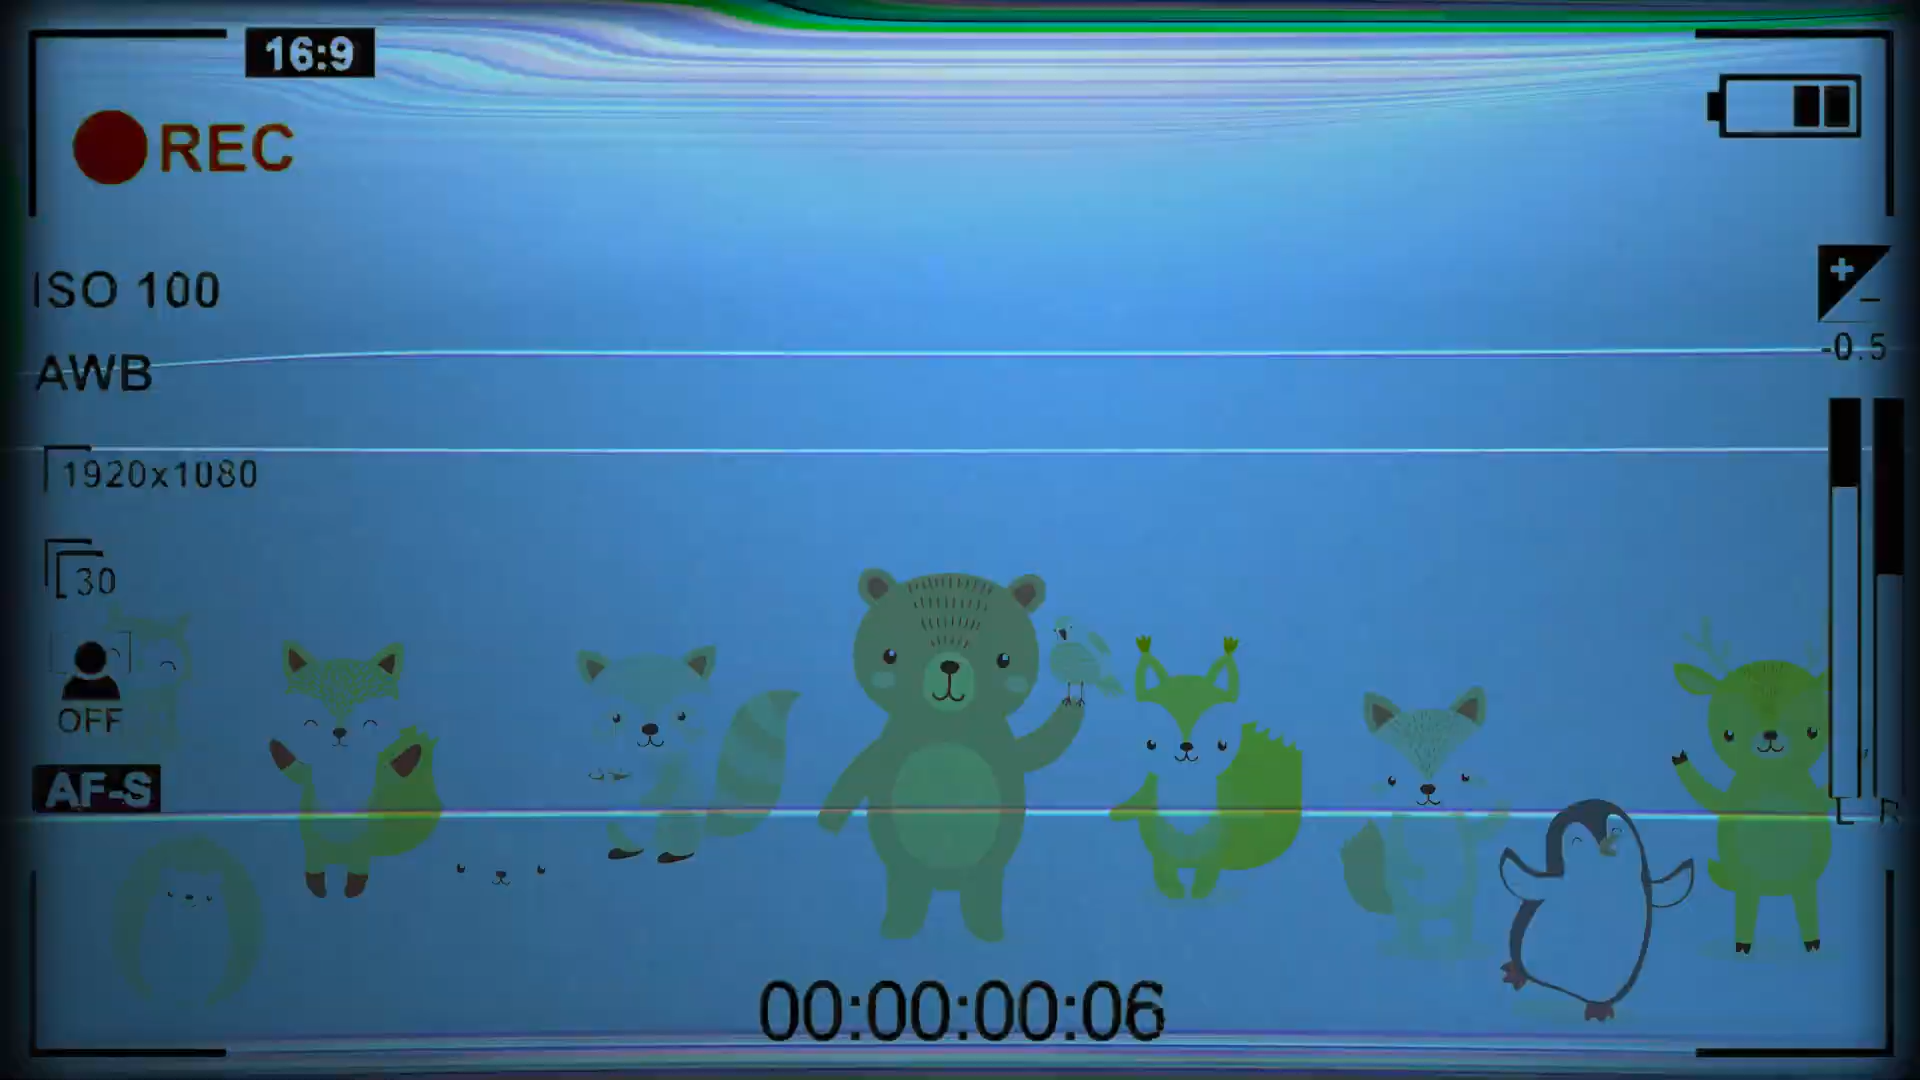 16:9
REC
ISO 100
AWB
-0.5
1920x1080
30
OFF
AF-S
L R
00:00:00:06